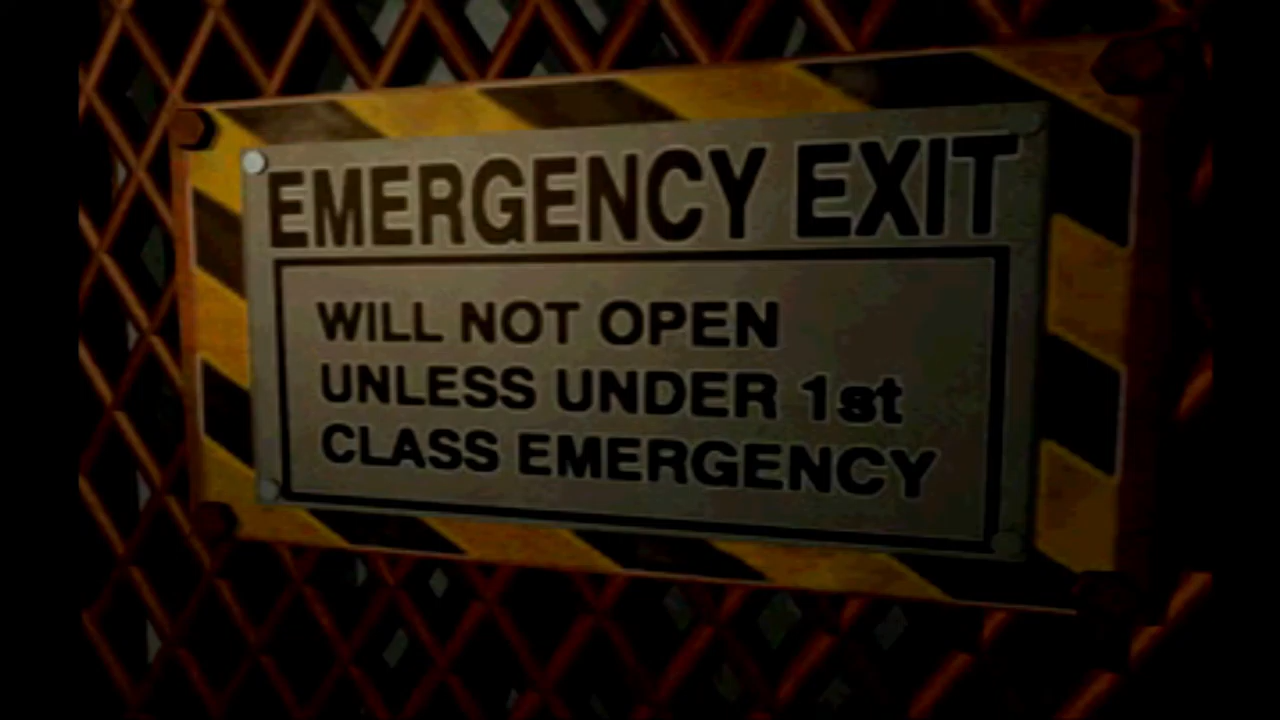 EMERGENCY EXIT
WILL NOT OPEN
UNLESS UNDER 1st
CLASS EMERGENCY